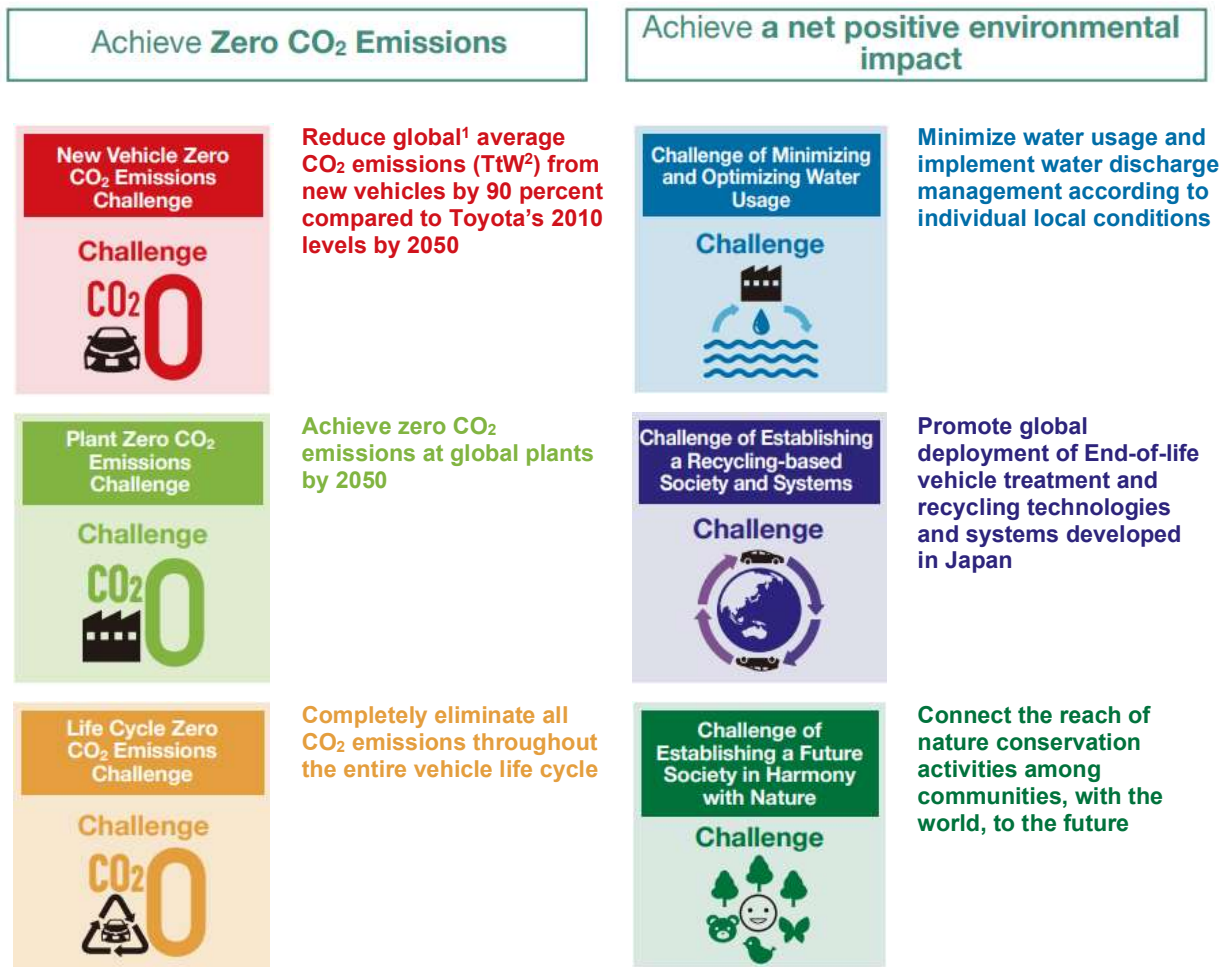 Achieve Zero CO₂ Emissions
New Vehicle Zero
CO₂ Emissions
Challenge
Challenge
CO₂ 0
Reduce global¹ average
CO₂ emissions (TtW²) from
new vehicles by 90 percent
compared to Toyota's 2010
levels by 2050
Plant Zero CO₂
Emissions
Challenge
Challenge
CO₂ 0
Achieve zero CO₂
emissions at global plants
by 2050
Life Cycle Zero
CO₂ Emissions
Challenge
Challenge
CO₂ 0
Completely eliminate all
CO₂ emissions throughout
the entire vehicle life cycle
Achieve a net positive environmental
impact
Challenge of Minimizing
and Optimizing Water
Usage
Challenge
Minimize water usage and
implement water discharge
management according to
individual local conditions
Challenge of Establishing
a Recycling-based
Society and Systems
Challenge
Promote global
deployment of End-of-life
vehicle treatment and
recycling technologies
and systems developed
in Japan
Challenge of
Establishing a Future
Society in Harmony
with Nature
Challenge
Connect the reach of
nature conservation
activities among
communities, with the
world, to the future